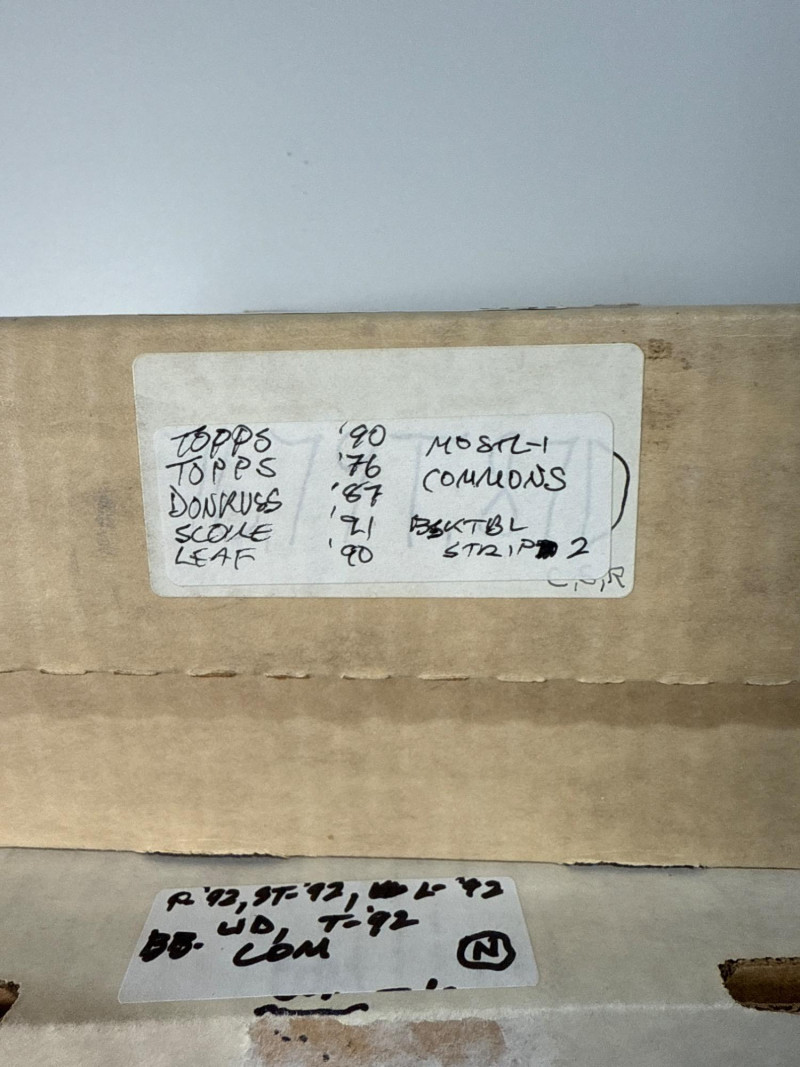 TOPPS '90 MOSTLY
TOPPS '76 COMMONS
DONRUSS '87
SCORE '91 BSKTBL
LEAF '90 STRIP 2
C, S, R
R '92, ST-'92, L-'92
BB- UD, T-'92
COM N